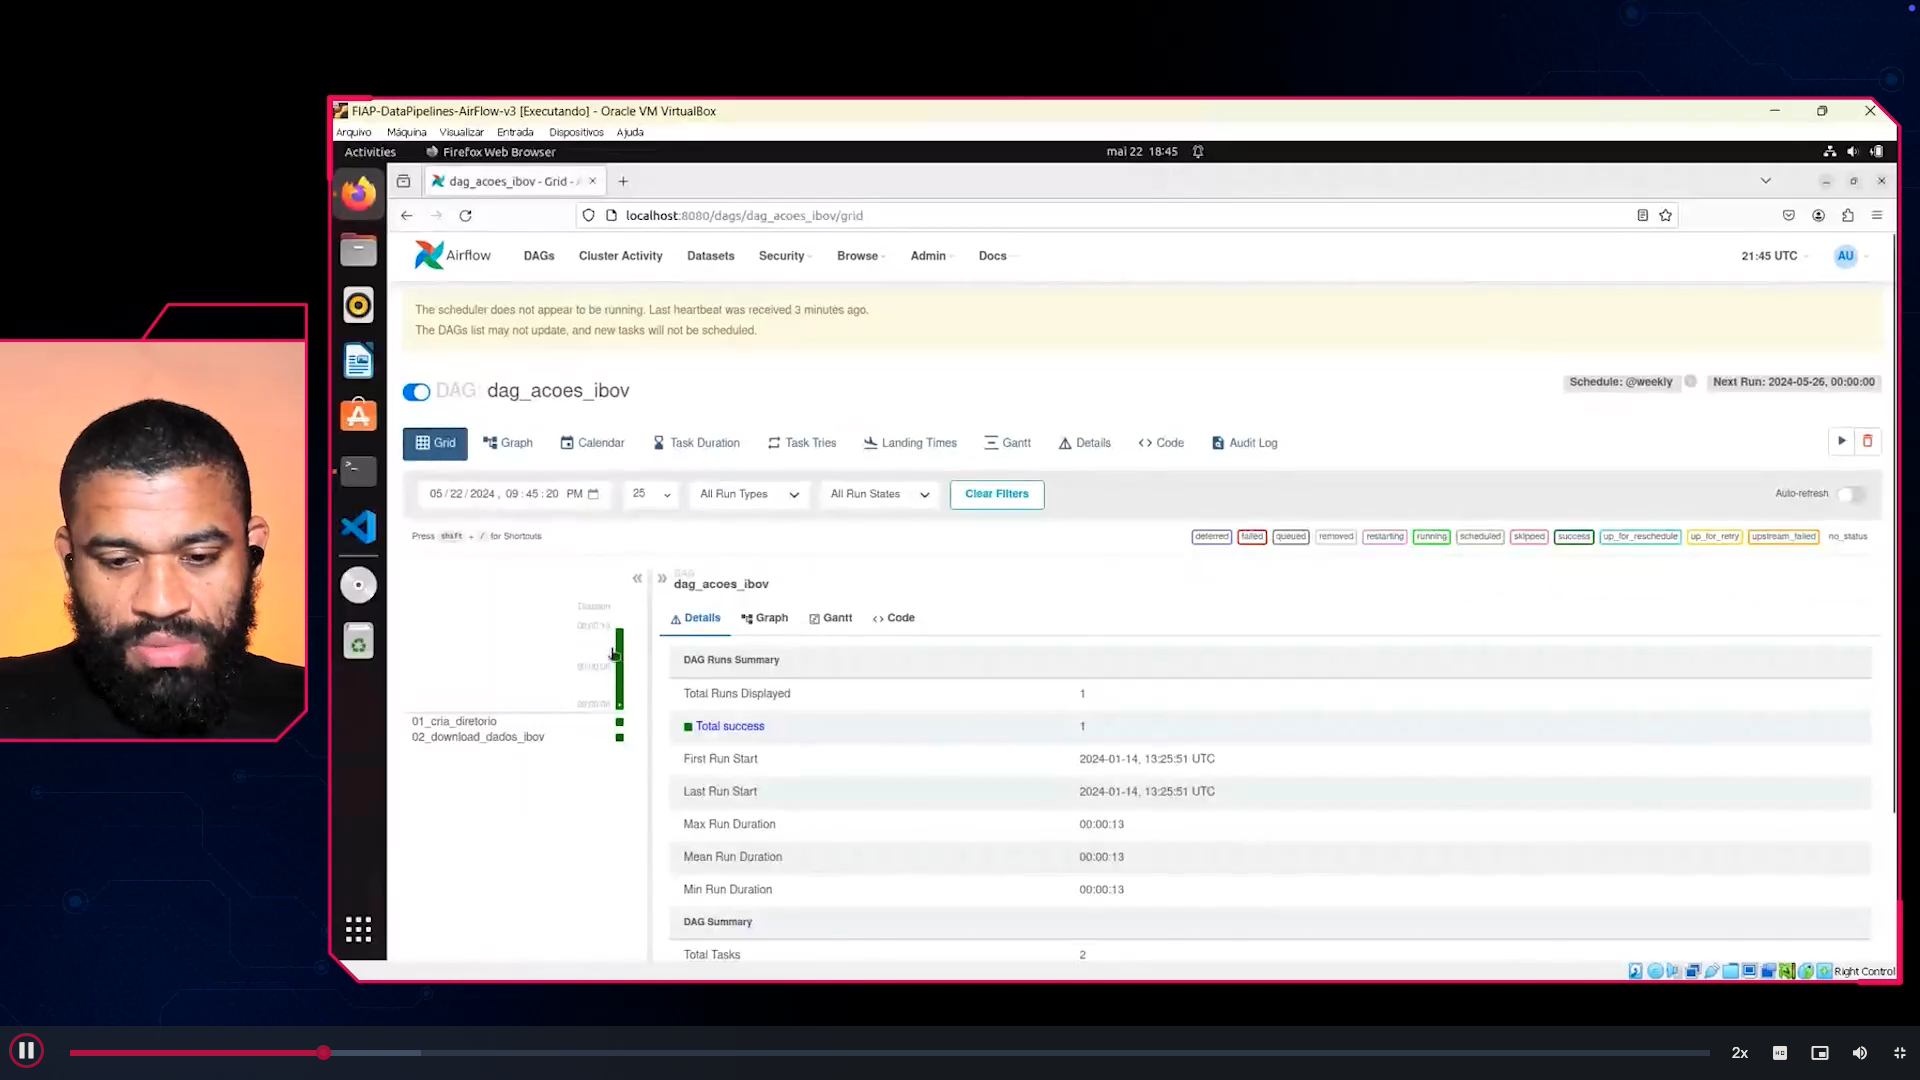 FIAP-DataPipelines-AirFlow-v3 [Executando] - Oracle VM VirtualBox
Arquivo Máquina Visualizar Entrada Dispositivos Ajuda
Activities Firefox Web Browser mai 22 18:45
dag_acoes_ibov - Grid -
localhost:8080/dags/dag_acoes_ibov/grid
Airflow DAGs Cluster Activity Datasets Security Browse Admin Docs 21:45 UTC AU
The scheduler does not appear to be running. Last heartbeat was received 3 minutes ago.
The DAGs list may not update, and new tasks will not be scheduled.
DAG: dag_acoes_ibov Schedule: @weekly Next Run: 2024-05-26, 00:00:00
Grid Graph Calendar Task Duration Task Tries Landing Times Gantt Details Code Audit Log
05/22/2024, 09:45:20 PM 25 All Run Types All Run States Clear Filters Auto-refresh
Press shift + / for Shortcuts deferred failed queued removed restarting running scheduled skipped success up_for_reschedule up_for_retry upstream_failed no_status
DAG
dag_acoes_ibov
Duration
Details Graph Gantt Code
DAG Runs Summary
Total Runs Displayed 1
01_cria_diretorio
02_download_dados_ibov
Total success 1
First Run Start 2024-01-14, 13:25:51 UTC
Last Run Start 2024-01-14, 13:25:51 UTC
Max Run Duration 00:00:13
Mean Run Duration 00:00:13
Min Run Duration 00:00:13
DAG Summary
Total Tasks 2
Right Control
2x
HD